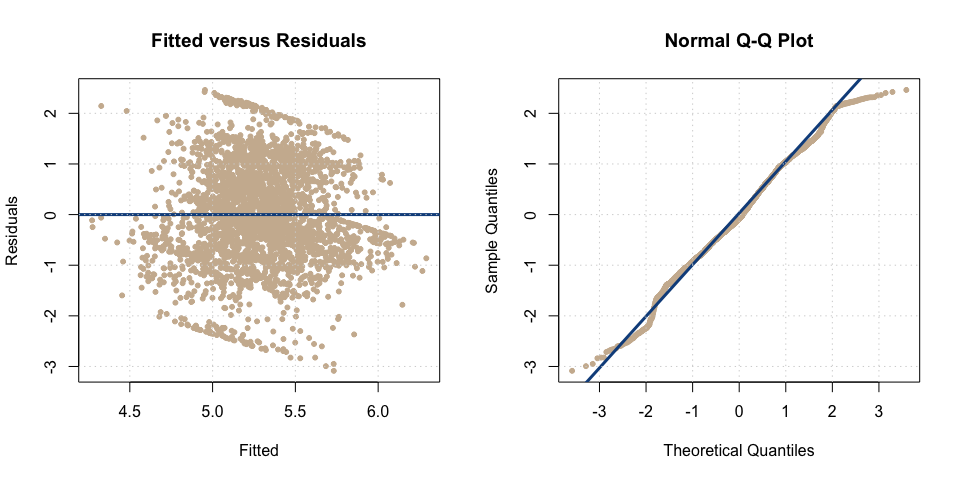 Fitted versus Residuals
Residuals
2
1
0
-1
-2
-3
4.5 5.0 5.5 6.0
Fitted
Normal Q-Q Plot
Sample Quantiles
2
1
0
-1
-2
-3
-3 -2 -1 0 1 2 3
Theoretical Quantiles